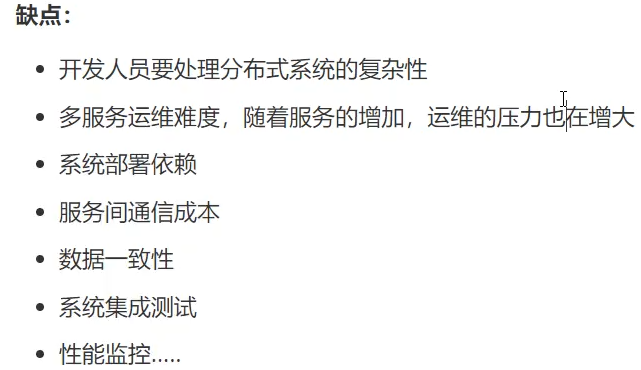 缺点：
开发人员要处理分布式系统的复杂性
多服务运维难度，随着服务的增加，运维的压力也在增大
系统部署依赖
服务间通信成本
数据一致性
系统集成测试
性能监控.....